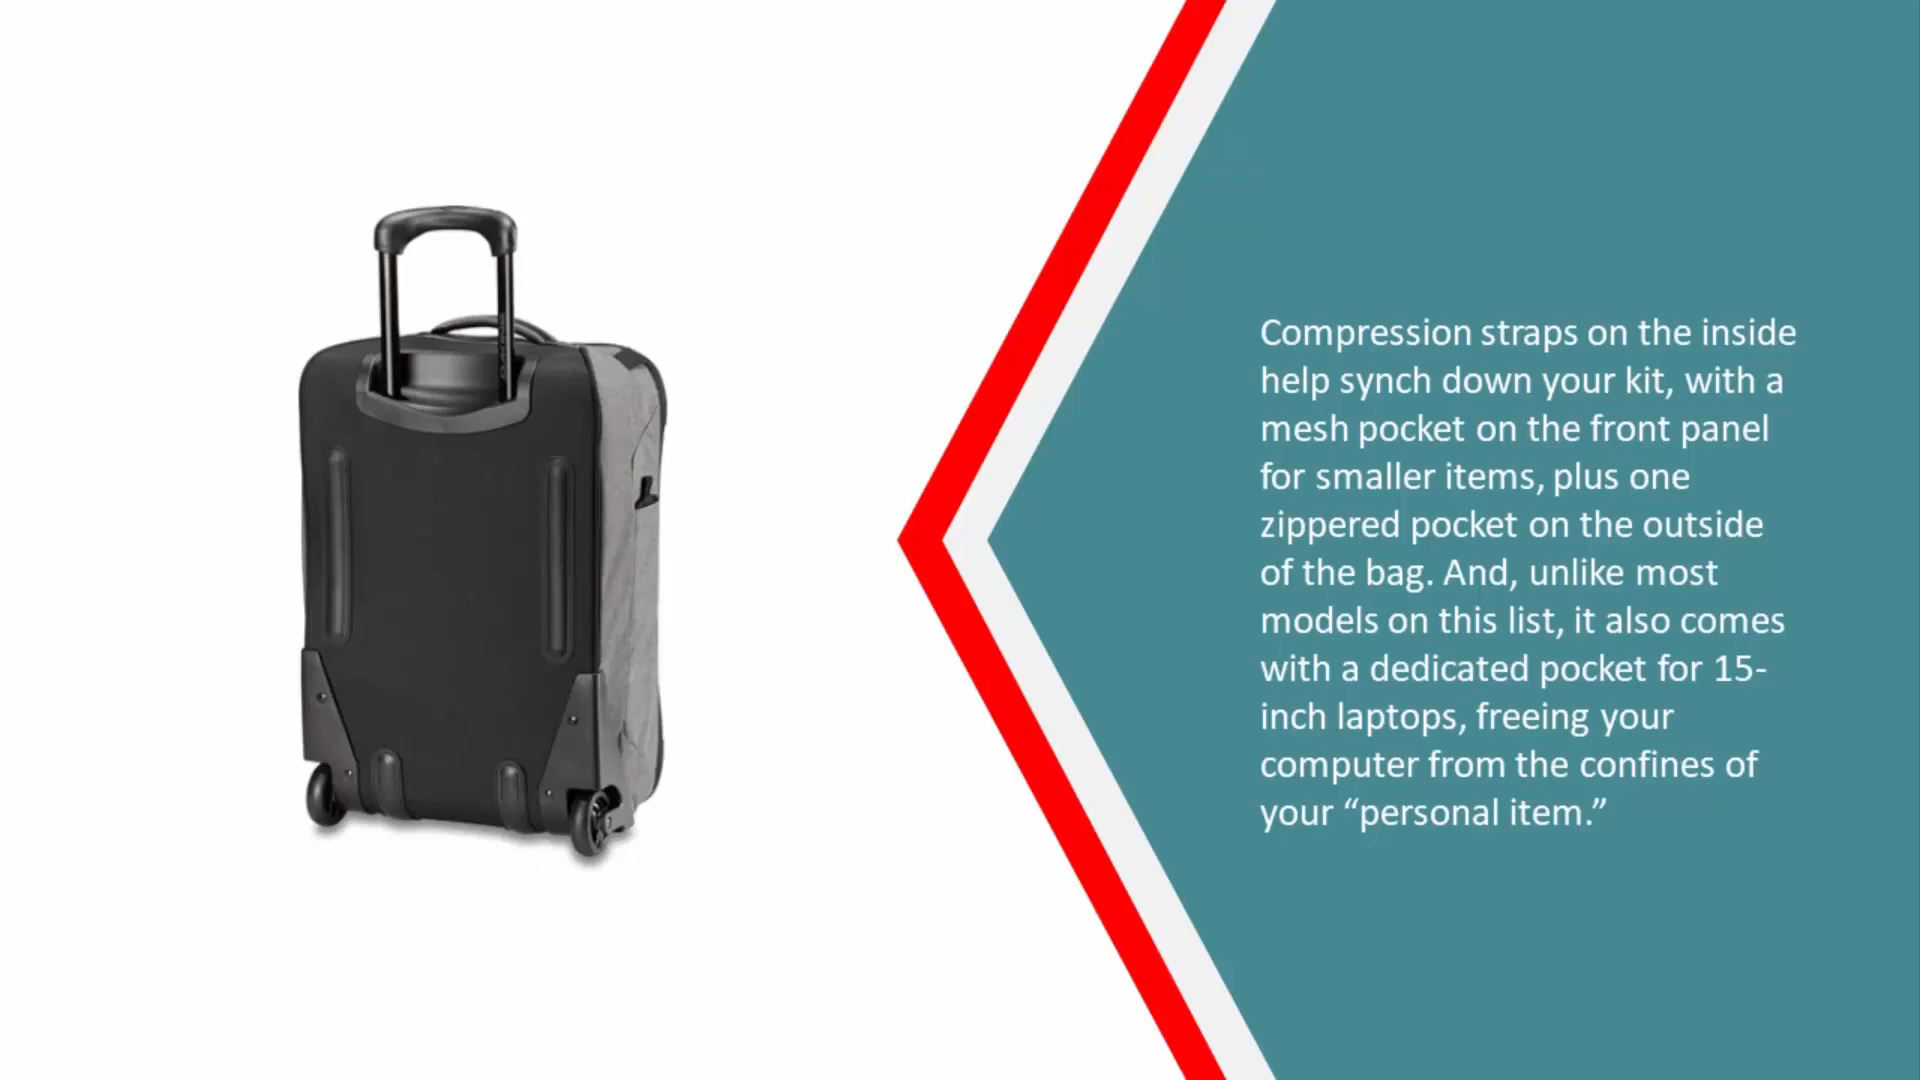 Compression straps on the inside
help synch down your kit, with a
mesh pocket on the front panel
for smaller items, plus one
zippered pocket on the outside
of the bag. And, unlike most
models on this list, it also comes
with a dedicated pocket for 15-
inch laptops, freeing your
computer from the confines of
your “personal item.”